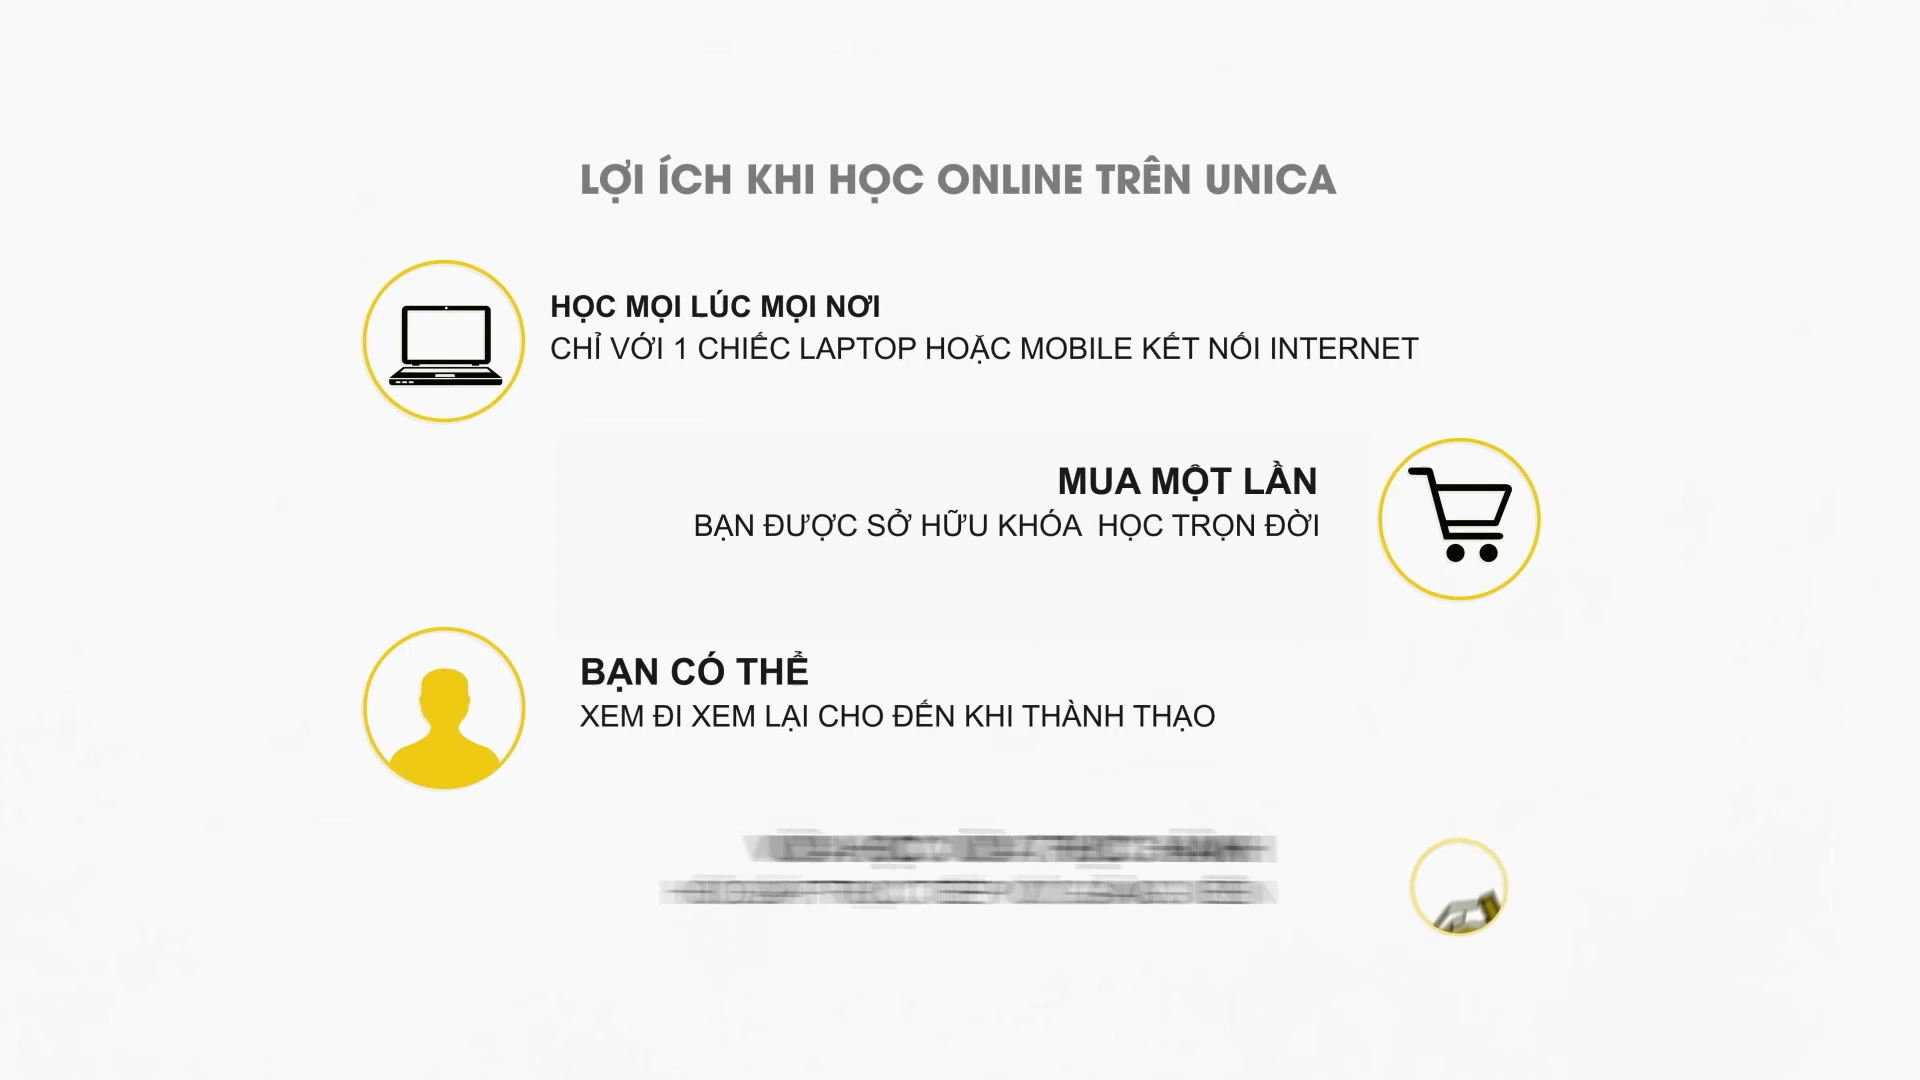 LỢI ÍCH KHI HỌC ONLINE TRÊN UNICA
HỌC MỌI LÚC MỌI NƠI
CHỈ VỚI 1 CHIẾC LAPTOP HOẶC MOBILE KẾT NỐI INTERNET
MUA MỘT LẦN
BẠN ĐƯỢC SỞ HỮU KHÓA HỌC TRỌN ĐỜI
BẠN CÓ THỂ
XEM ĐI XEM LẠI CHO ĐẾN KHI THÀNH THẠO